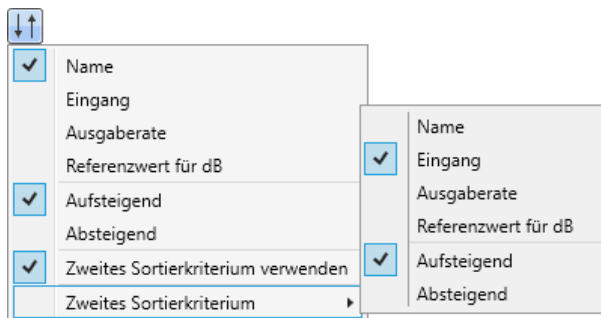 Name
Eingang
Ausgaberate
Referenzwert für dB
Aufsteigend
Absteigend
Zweites Sortierkriterium verwenden
Zweites Sortierkriterium
Name
Eingang
Ausgaberate
Referenzwert für dB
Aufsteigend
Absteigend